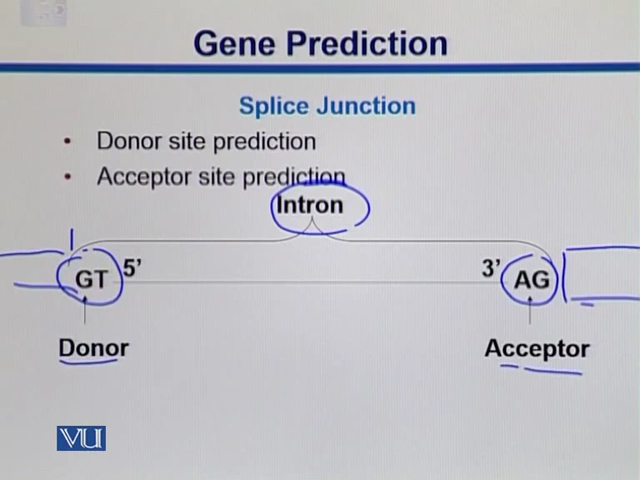 Gene Prediction
Splice Junction
• Donor site prediction
• Acceptor site prediction
Intron
GT 5’ 3’ AG
Donor Acceptor
VU